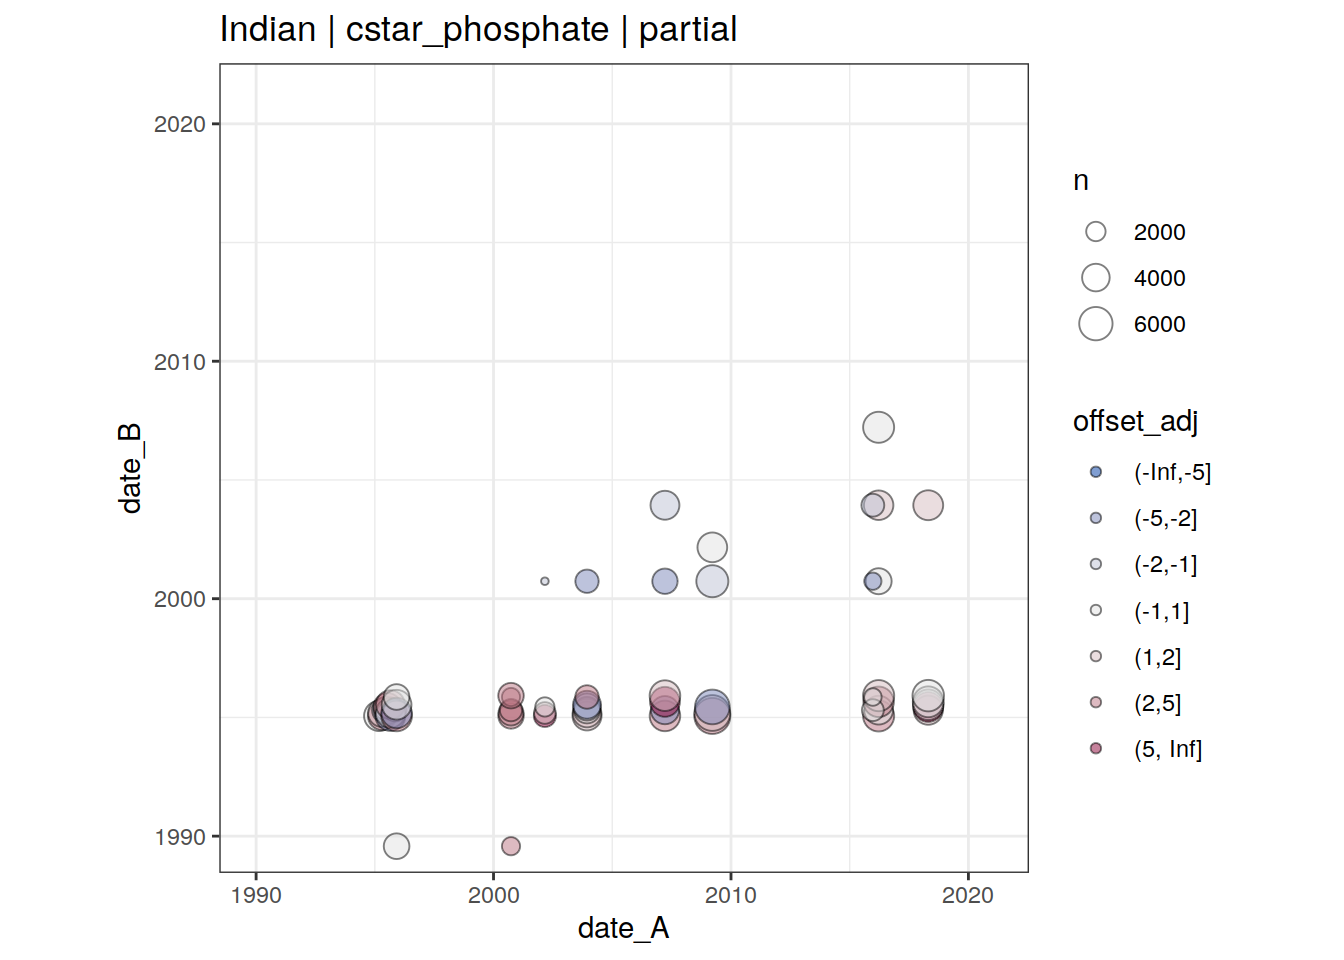 Indian | cstar_phosphate | partial
2020
2010
2000
1990
date_B
1990
2000
2010
2020
date_A
n
2000
4000
6000
offset_adj
(-Inf,-5]
(-5,-2]
(-2,-1]
(-1,1]
(1,2]
(2,5]
(5, Inf]